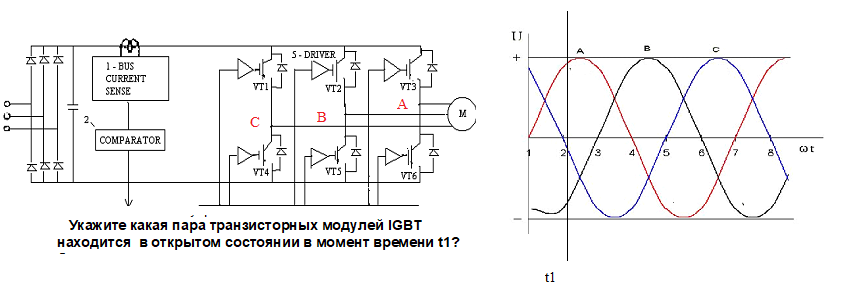 1 - BUS
CURRENT
SENSE
2
COMPARATOR
5 - DRIVER
VT1
VT2
VT3
C
B
A
M
VT4
VT5
VT6
Укажите какая пара транзисторных модулей IGBT
находится в открытом состоянии в момент времени t1?
U
+
A
B
C
1 2 3 4 5 6 7 8
ωt
–
t1